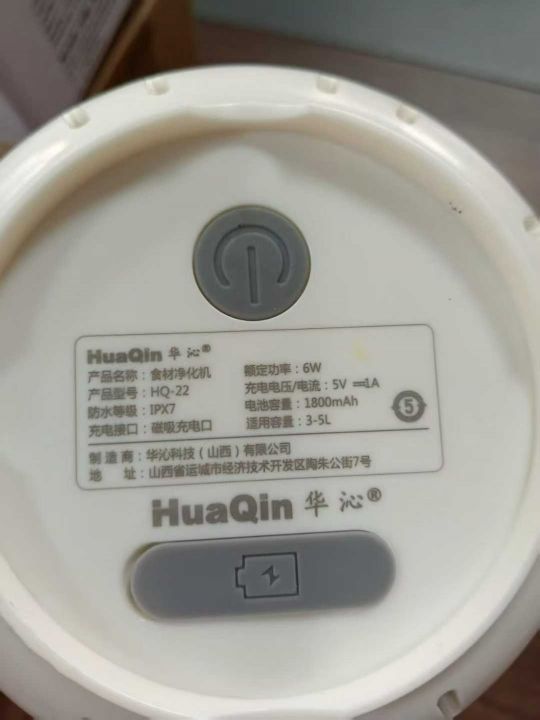 HuaQin 华沁®
产品名称：食材净化机
产品型号：HQ-22
防水等级：IPX7
充电接口：磁吸充电口
额定功率：6W
充电电压/电流：5V ⎓1A
电池容量：1800mAh
适用容量：3-5L
5
制造商：华沁科技（山西）有限公司
地 址：山西省运城市经济技术开发区陶朱公街7号
HuaQin 华沁®